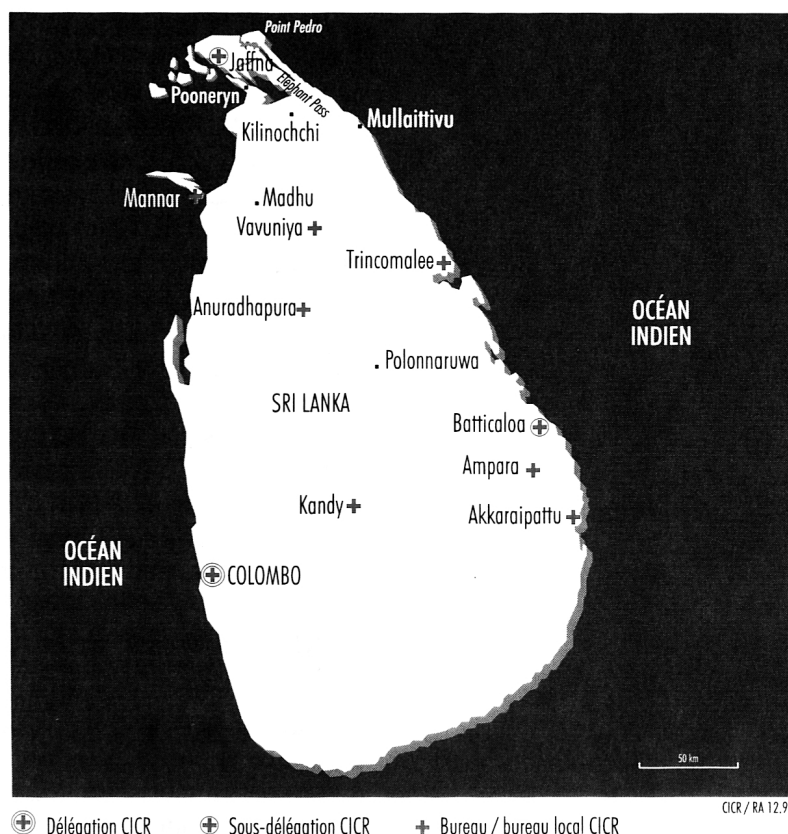 Point Pedro
Jaffna
Elephant Pass
Pooneryn
Mullaittivu
Kilinochchi
Mannar
Madhu
Vavuniya
Trincomalee
Anuradhapura
OCÉAN
INDIEN
Polonnaruwa
SRI LANKA
Batticaloa
Ampara
Kandy
Akkaraipattu
OCÉAN
INDIEN
COLOMBO
50 km
CICR / RA 12.9
Délégation CICR
Sous-délégation CICR
Bureau / bureau local CICR